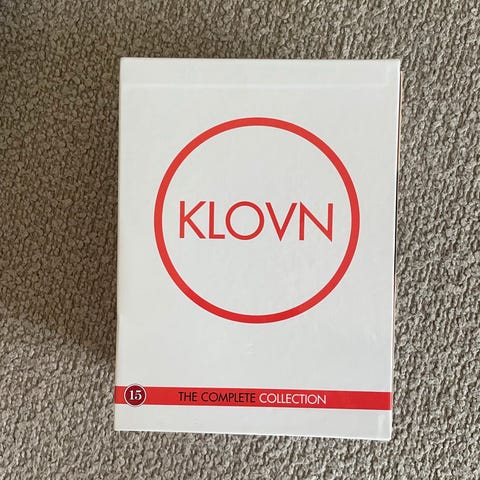 KLOVN
15 THE COMPLETE COLLECTION